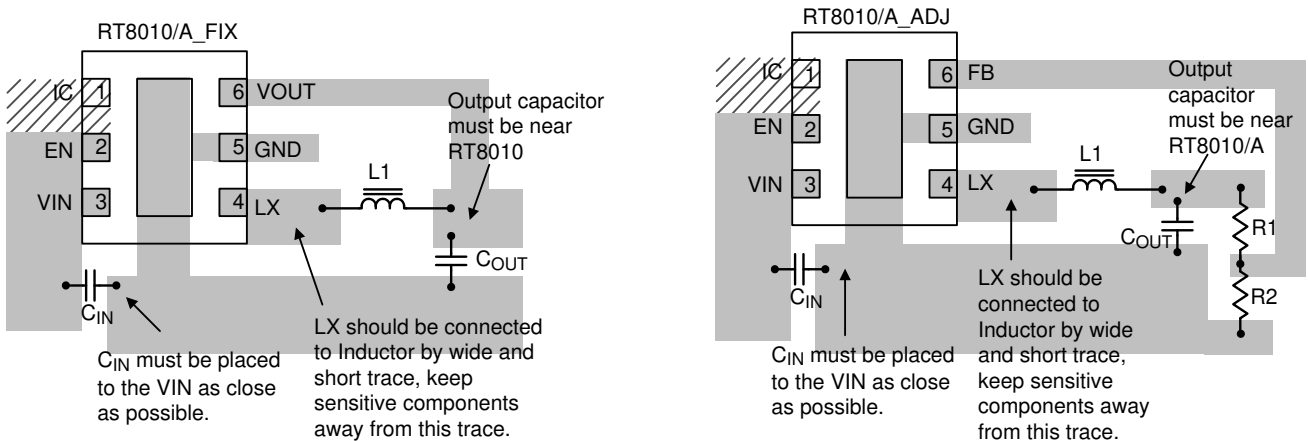 RT8010/A_FIX
IC 1
6 VOUT
EN 2
5 GND
VIN 3
4 LX
L1
Output capacitor
must be near
RT8010
COUT
CIN
CIN must be placed
to the VIN as close
as possible.
LX should be connected
to Inductor by wide and
short trace, keep
sensitive components
away from this trace.
RT8010/A_ADJ
IC 1
6 FB
EN 2
5 GND
VIN 3
4 LX
L1
Output
capacitor
must be near
RT8010/A
COUT
R1
R2
CIN
CIN must be placed
to the VIN as close
as possible.
LX should be
connected to
Inductor by wide
and short trace,
keep sensitive
components away
from this trace.